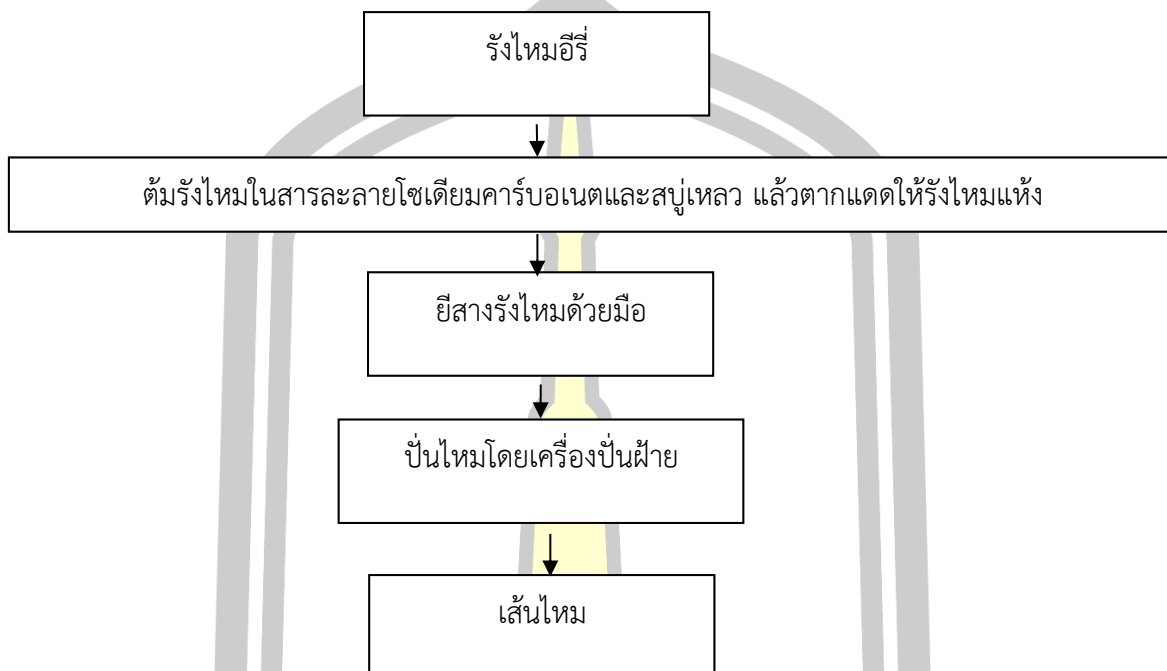 รังไหมอีรี่
ต้มรังไหมในสารละลายโซเดียมคาร์บอเนตและสบู่เหลว แล้วตากแดดให้รังไหมแห้ง
ยีสางรังไหมด้วยมือ
ปั่นไหมโดยเครื่องปั่นฝ้าย
เส้นไหม